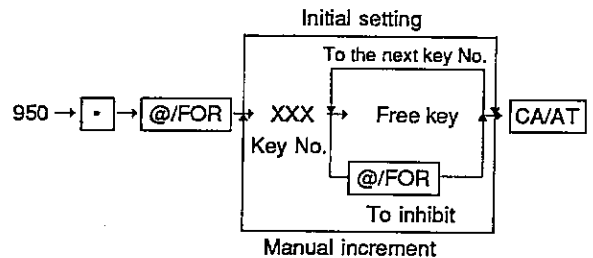 Initial setting
To the next key No.
950 → • → @/FOR → XXX → Free key → CA/AT
Key No.
@/FOR
To inhibit
Manual increment